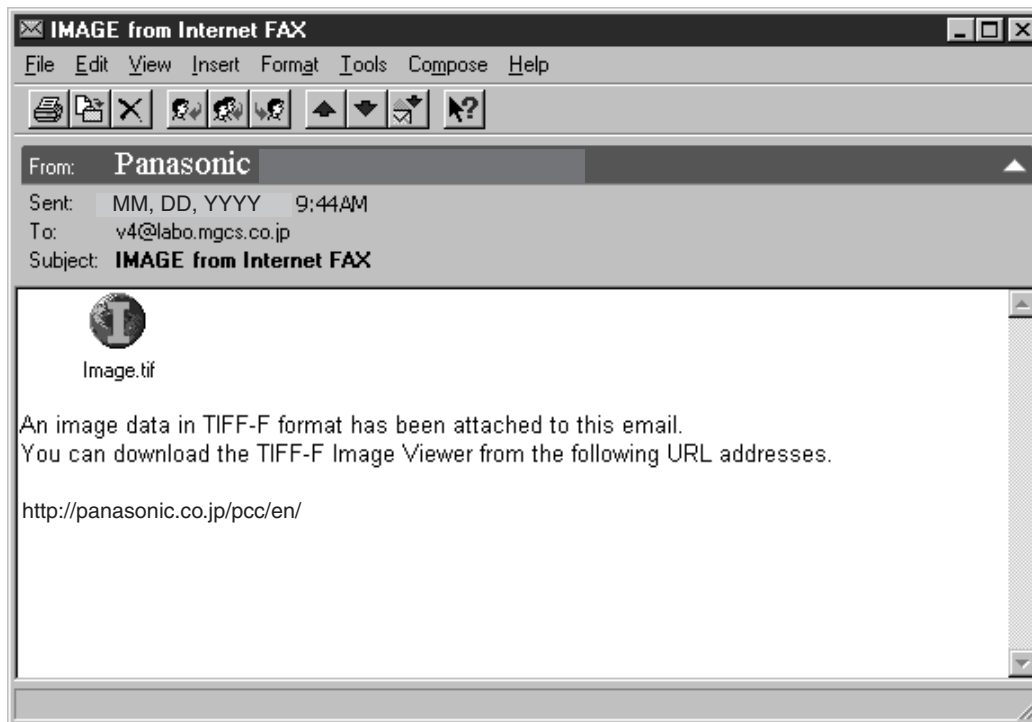 IMAGE from Internet FAX
File Edit View Insert Format Tools Compose Help
From: Panasonic
Sent: MM, DD, YYYY 9:44AM
To: v4@labo.mgcs.co.jp
Subject: IMAGE from Internet FAX
Image.tif
An image data in TIFF-F format has been attached to this email.
You can download the TIFF-F Image Viewer from the following URL addresses.
http://panasonic.co.jp/pcc/en/